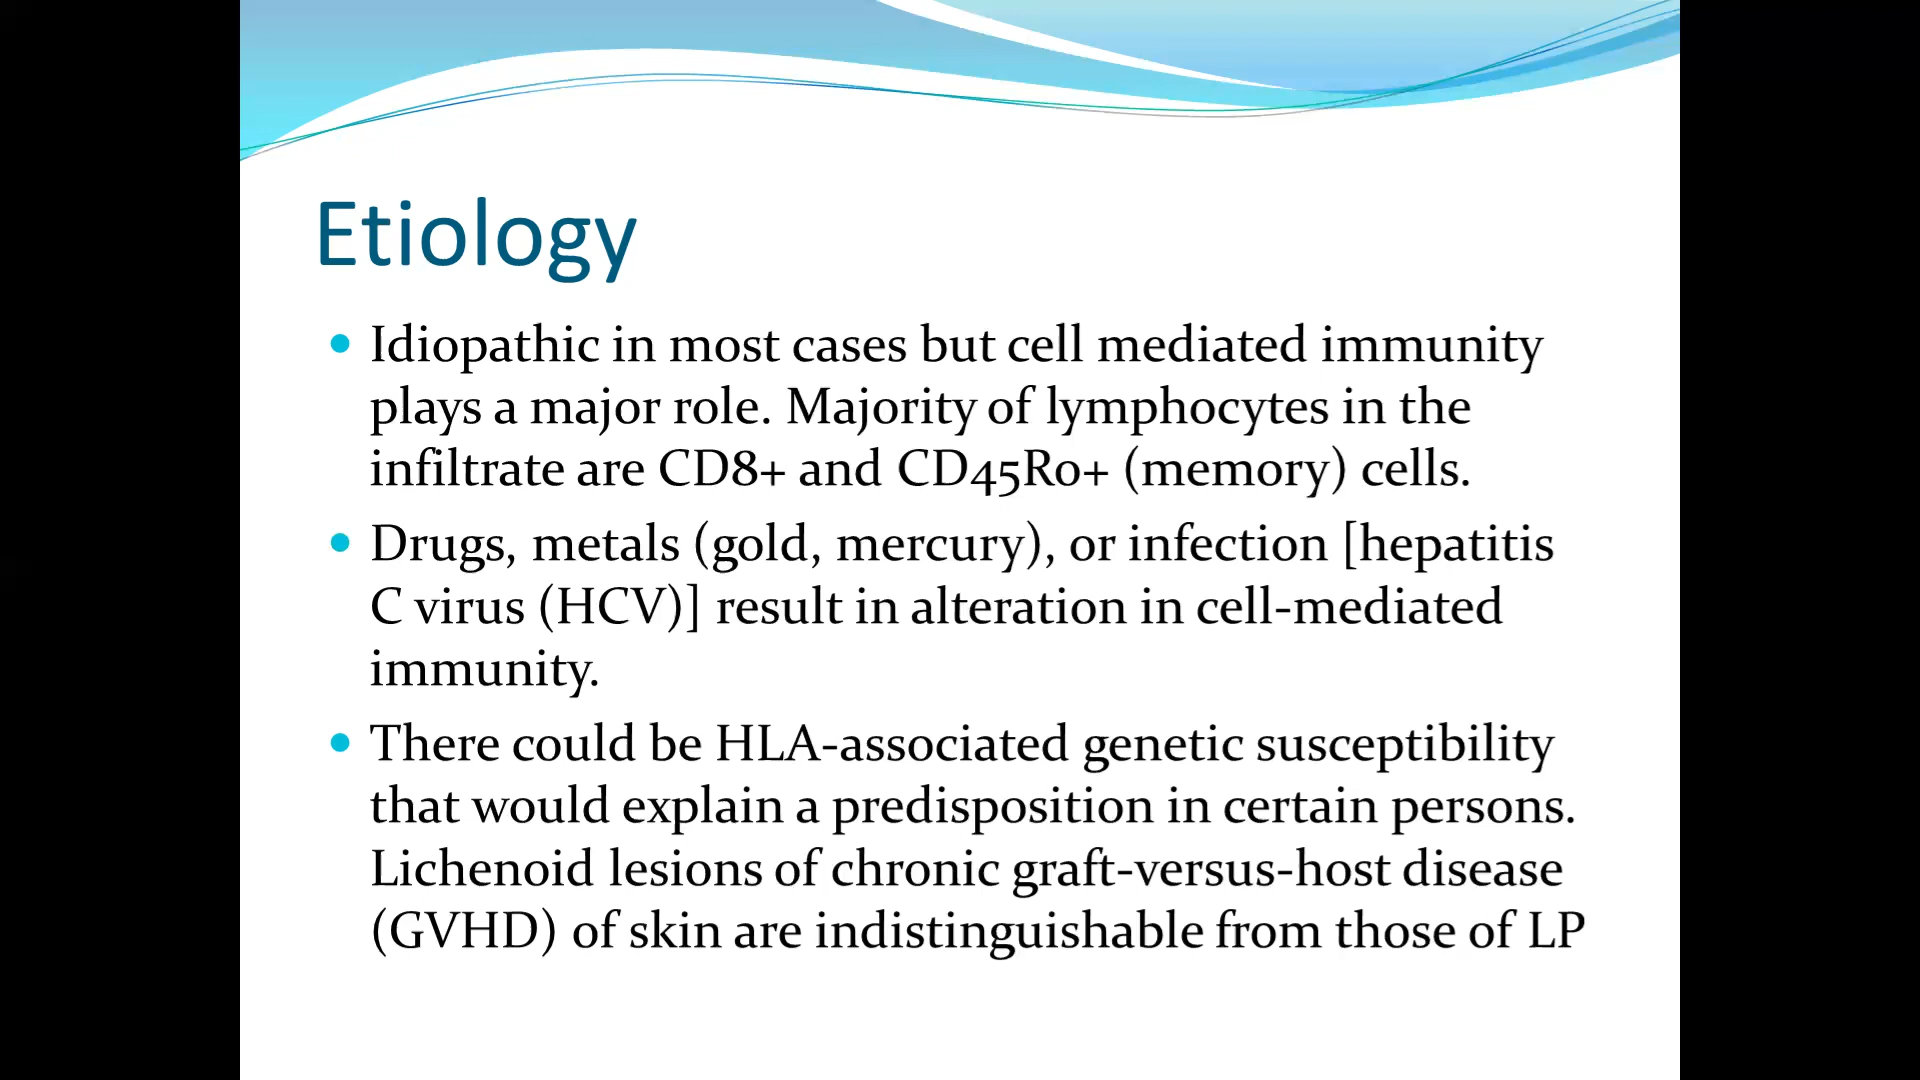 Etiology
Idiopathic in most cases but cell mediated immunity
plays a major role. Majority of lymphocytes in the
infiltrate are CD8+ and CD45Ro+ (memory) cells.
Drugs, metals (gold, mercury), or infection [hepatitis
C virus (HCV)] result in alteration in cell-mediated
immunity.
There could be HLA-associated genetic susceptibility
that would explain a predisposition in certain persons.
Lichenoid lesions of chronic graft-versus-host disease
(GVHD) of skin are indistinguishable from those of LP